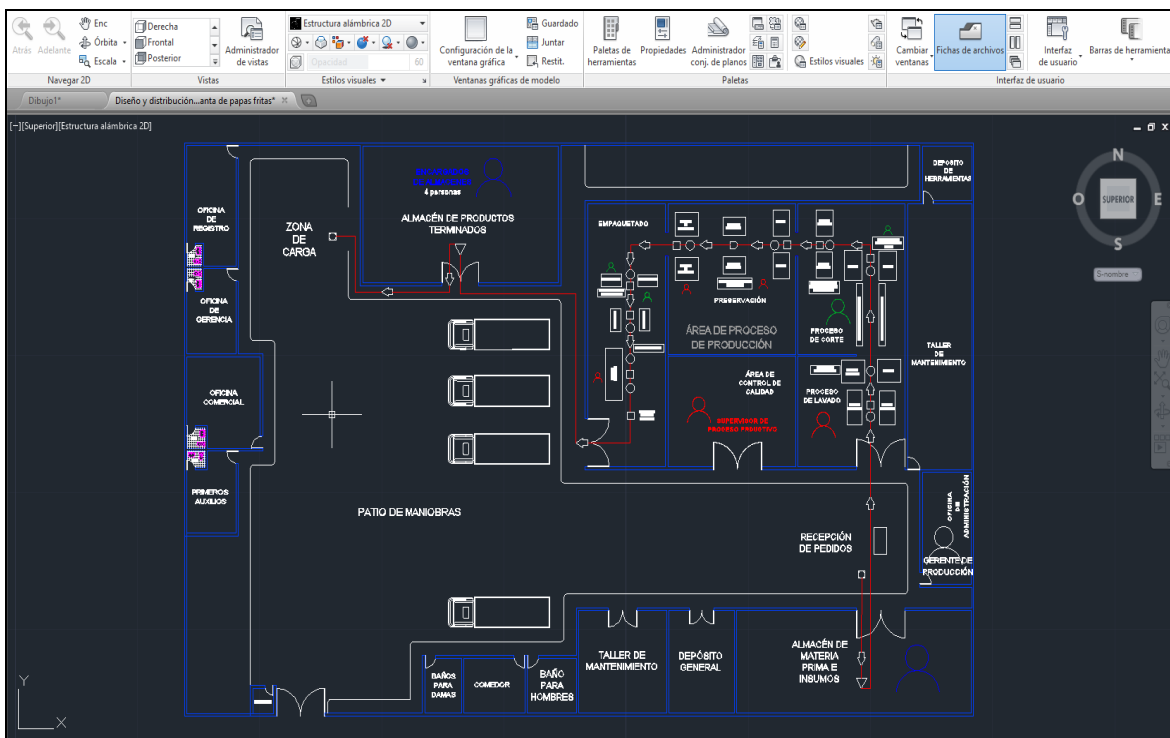 Atrás
Adelante
Enc
Órbita
Escala
Navegar 2D
Derecha
Frontal
Posterior
Administrador
de vistas
Vistas
Estructura alámbrica 2D
Opacidad
60
Estilos visuales
Configuración de la
ventana gráfica
Guardado
Juntar
Restit.
Ventanas gráficas de modelo
Paletas de
herramientas
Propiedades
Administrador
conj. de planos
Estilos visuales
Paletas
Cambiar
ventanas
Fichas de archivos
Interfaz
de usuario
Barras de herramienta
Interfaz de usuario
Dibujo1*
Diseño y distribución...anta de papas fritas*
[−][Superior][Estructura alámbrica 2D]
N
O
SUPERIOR
E
S
S-nombre
OFICINA
DE
REGISTRO
OFICINA
DE
GERENCIA
OFICINA
COMERCIAL
PRIMEROS
AUXILIOS
ZONA
DE
CARGA
4 personas
ALMACÉN DE PRODUCTOS
TERMINADOS
EMPAQUETADO
PRESERVACIÓN
ÁREA DE PROCESO
DE PRODUCCIÓN
PROCESO
DE CORTE
ÁREA DE
CONTROL DE
CALIDAD
PROCESO
DE LAVADO
SUPERVISOR DE
DEPOSITO
DE
HERRAMIENTAS
TALLER
DE
MANTENIMIENTO
OFICINA
DE
ADMINISTRACIÓN
GERENTE DE
PRODUCCIÓN
PATIO DE MANIOBRAS
RECEPCIÓN
DE PEDIDOS
BAÑOS
PARA
DAMAS
COMEDOR
BAÑO
PARA
HOMBRES
TALLER DE
MANTENIMIENTO
DEPÓSITO
GENERAL
ALMACÉN DE
MATERIA
PRIMA E
INSUMOS
Y
X